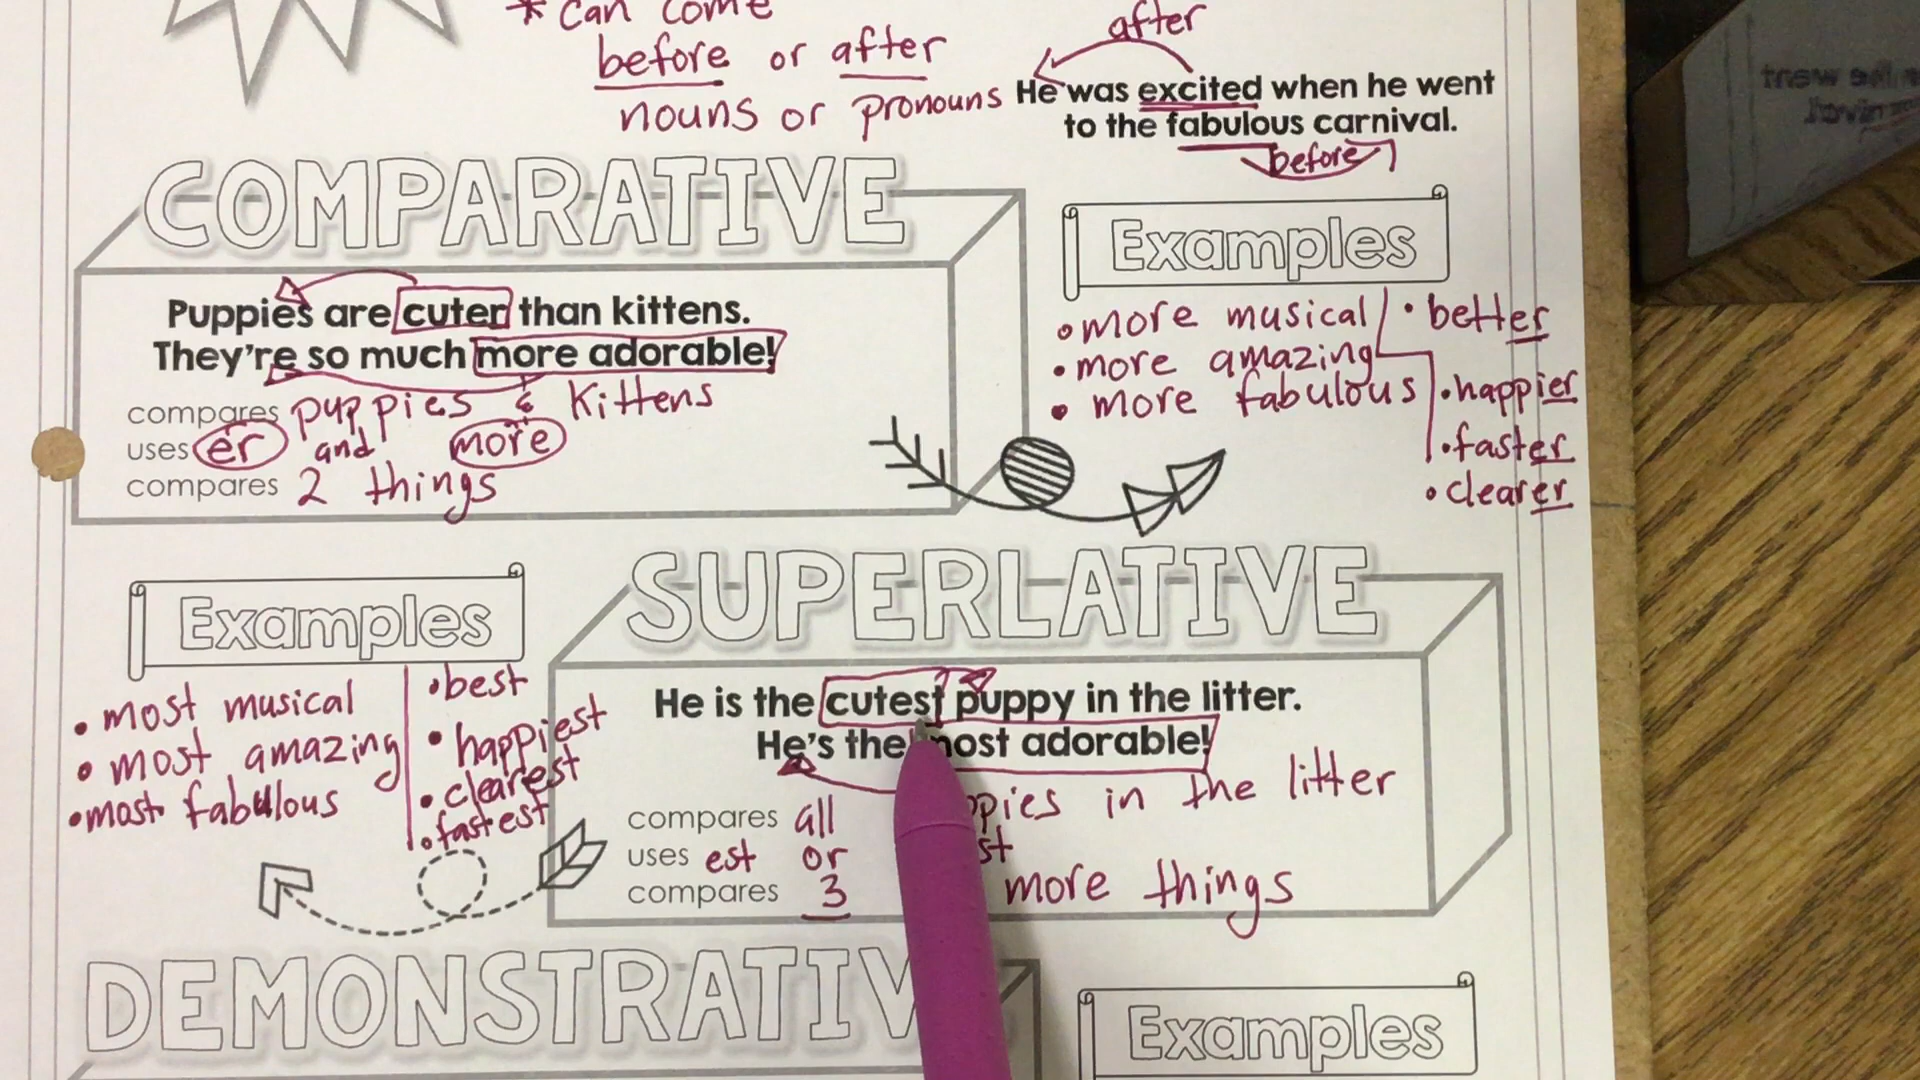 * can come
before or after
nouns or pronouns
after
He was excited when he went
to the fabulous carnival.
before
COMPARATIVE
Puppies are cuter than kittens.
They're so much more adorable!
compares puppies & kittens
uses er and more
compares 2 things
Examples
• more musical
• more amazing
• more fabulous
• better
• happier
• faster
• clearer
Examples
• most musical
• most amazing
• most fabulous
• best
• happiest
• clearest
• fastest
SUPERLATIVE
He is the cutest puppy in the litter.
He's the most adorable!
compares all in the litter
uses est or
compares 3 more things
Examples